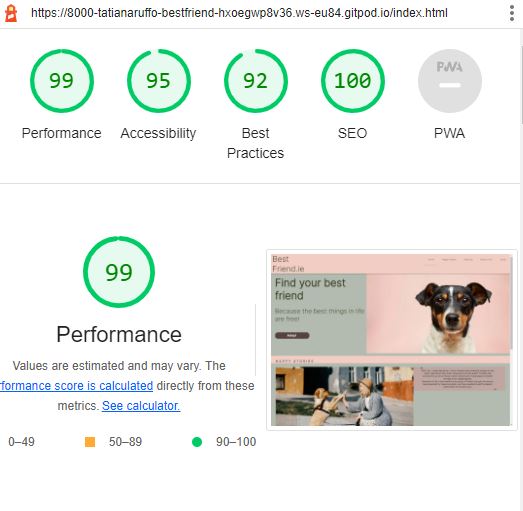 https://8000-tatianaruffo-bestfriend-hxoegwp8v36.ws-eu84.gitpod.io/index.html
99
95
92
100
PWA
Performance
Accessibility
Best
Practices
SEO
PWA
99
Performance
Values are estimated and may vary. The
rformance score is calculated directly from these
metrics. See calculator.
0–49
50–89
90–100
Best
Friend.ie
Find your best
friend
Because the best things in life
are free!
HAPPY STORIES